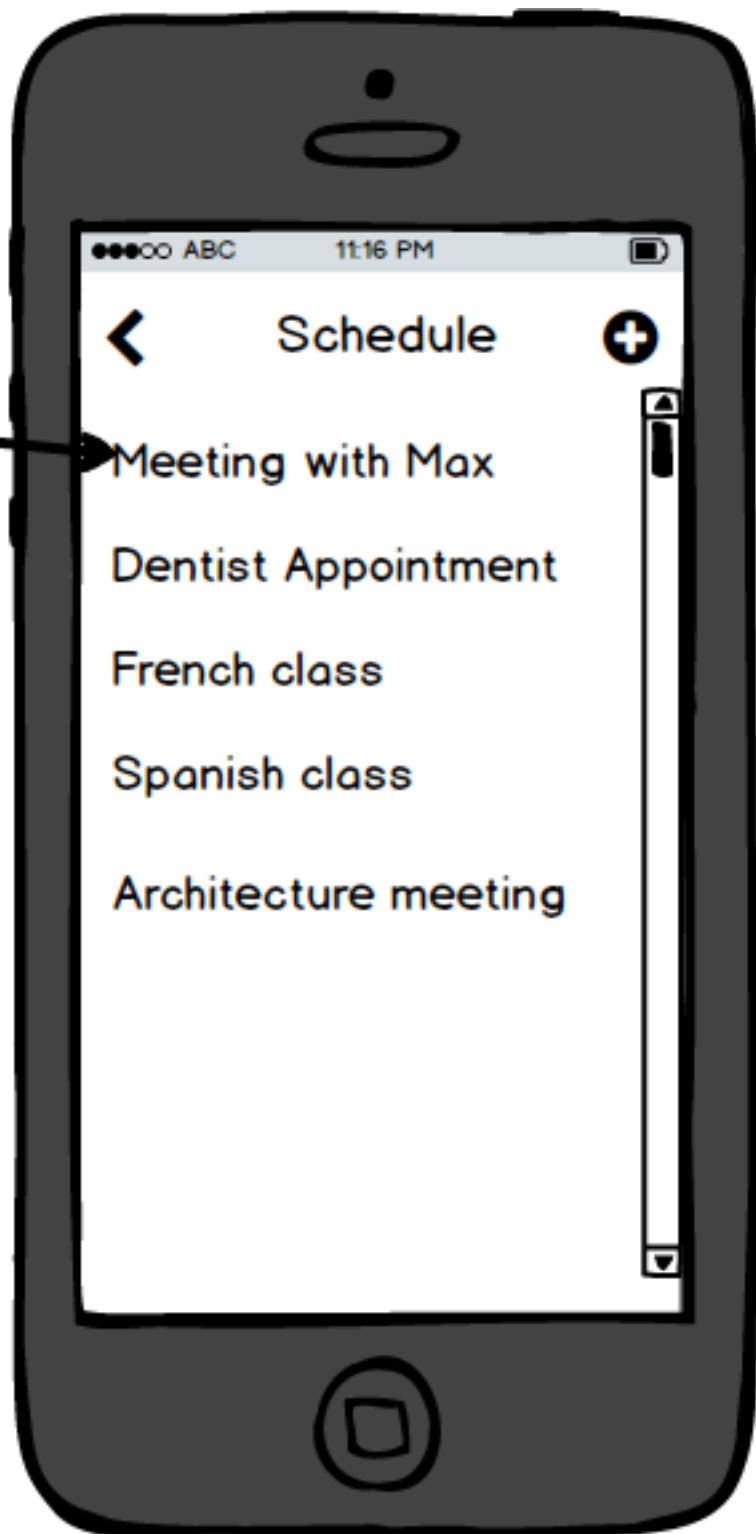 ABC 11:16 PM
Schedule
Meeting with Max
Dentist Appointment
French class
Spanish class
Architecture meeting